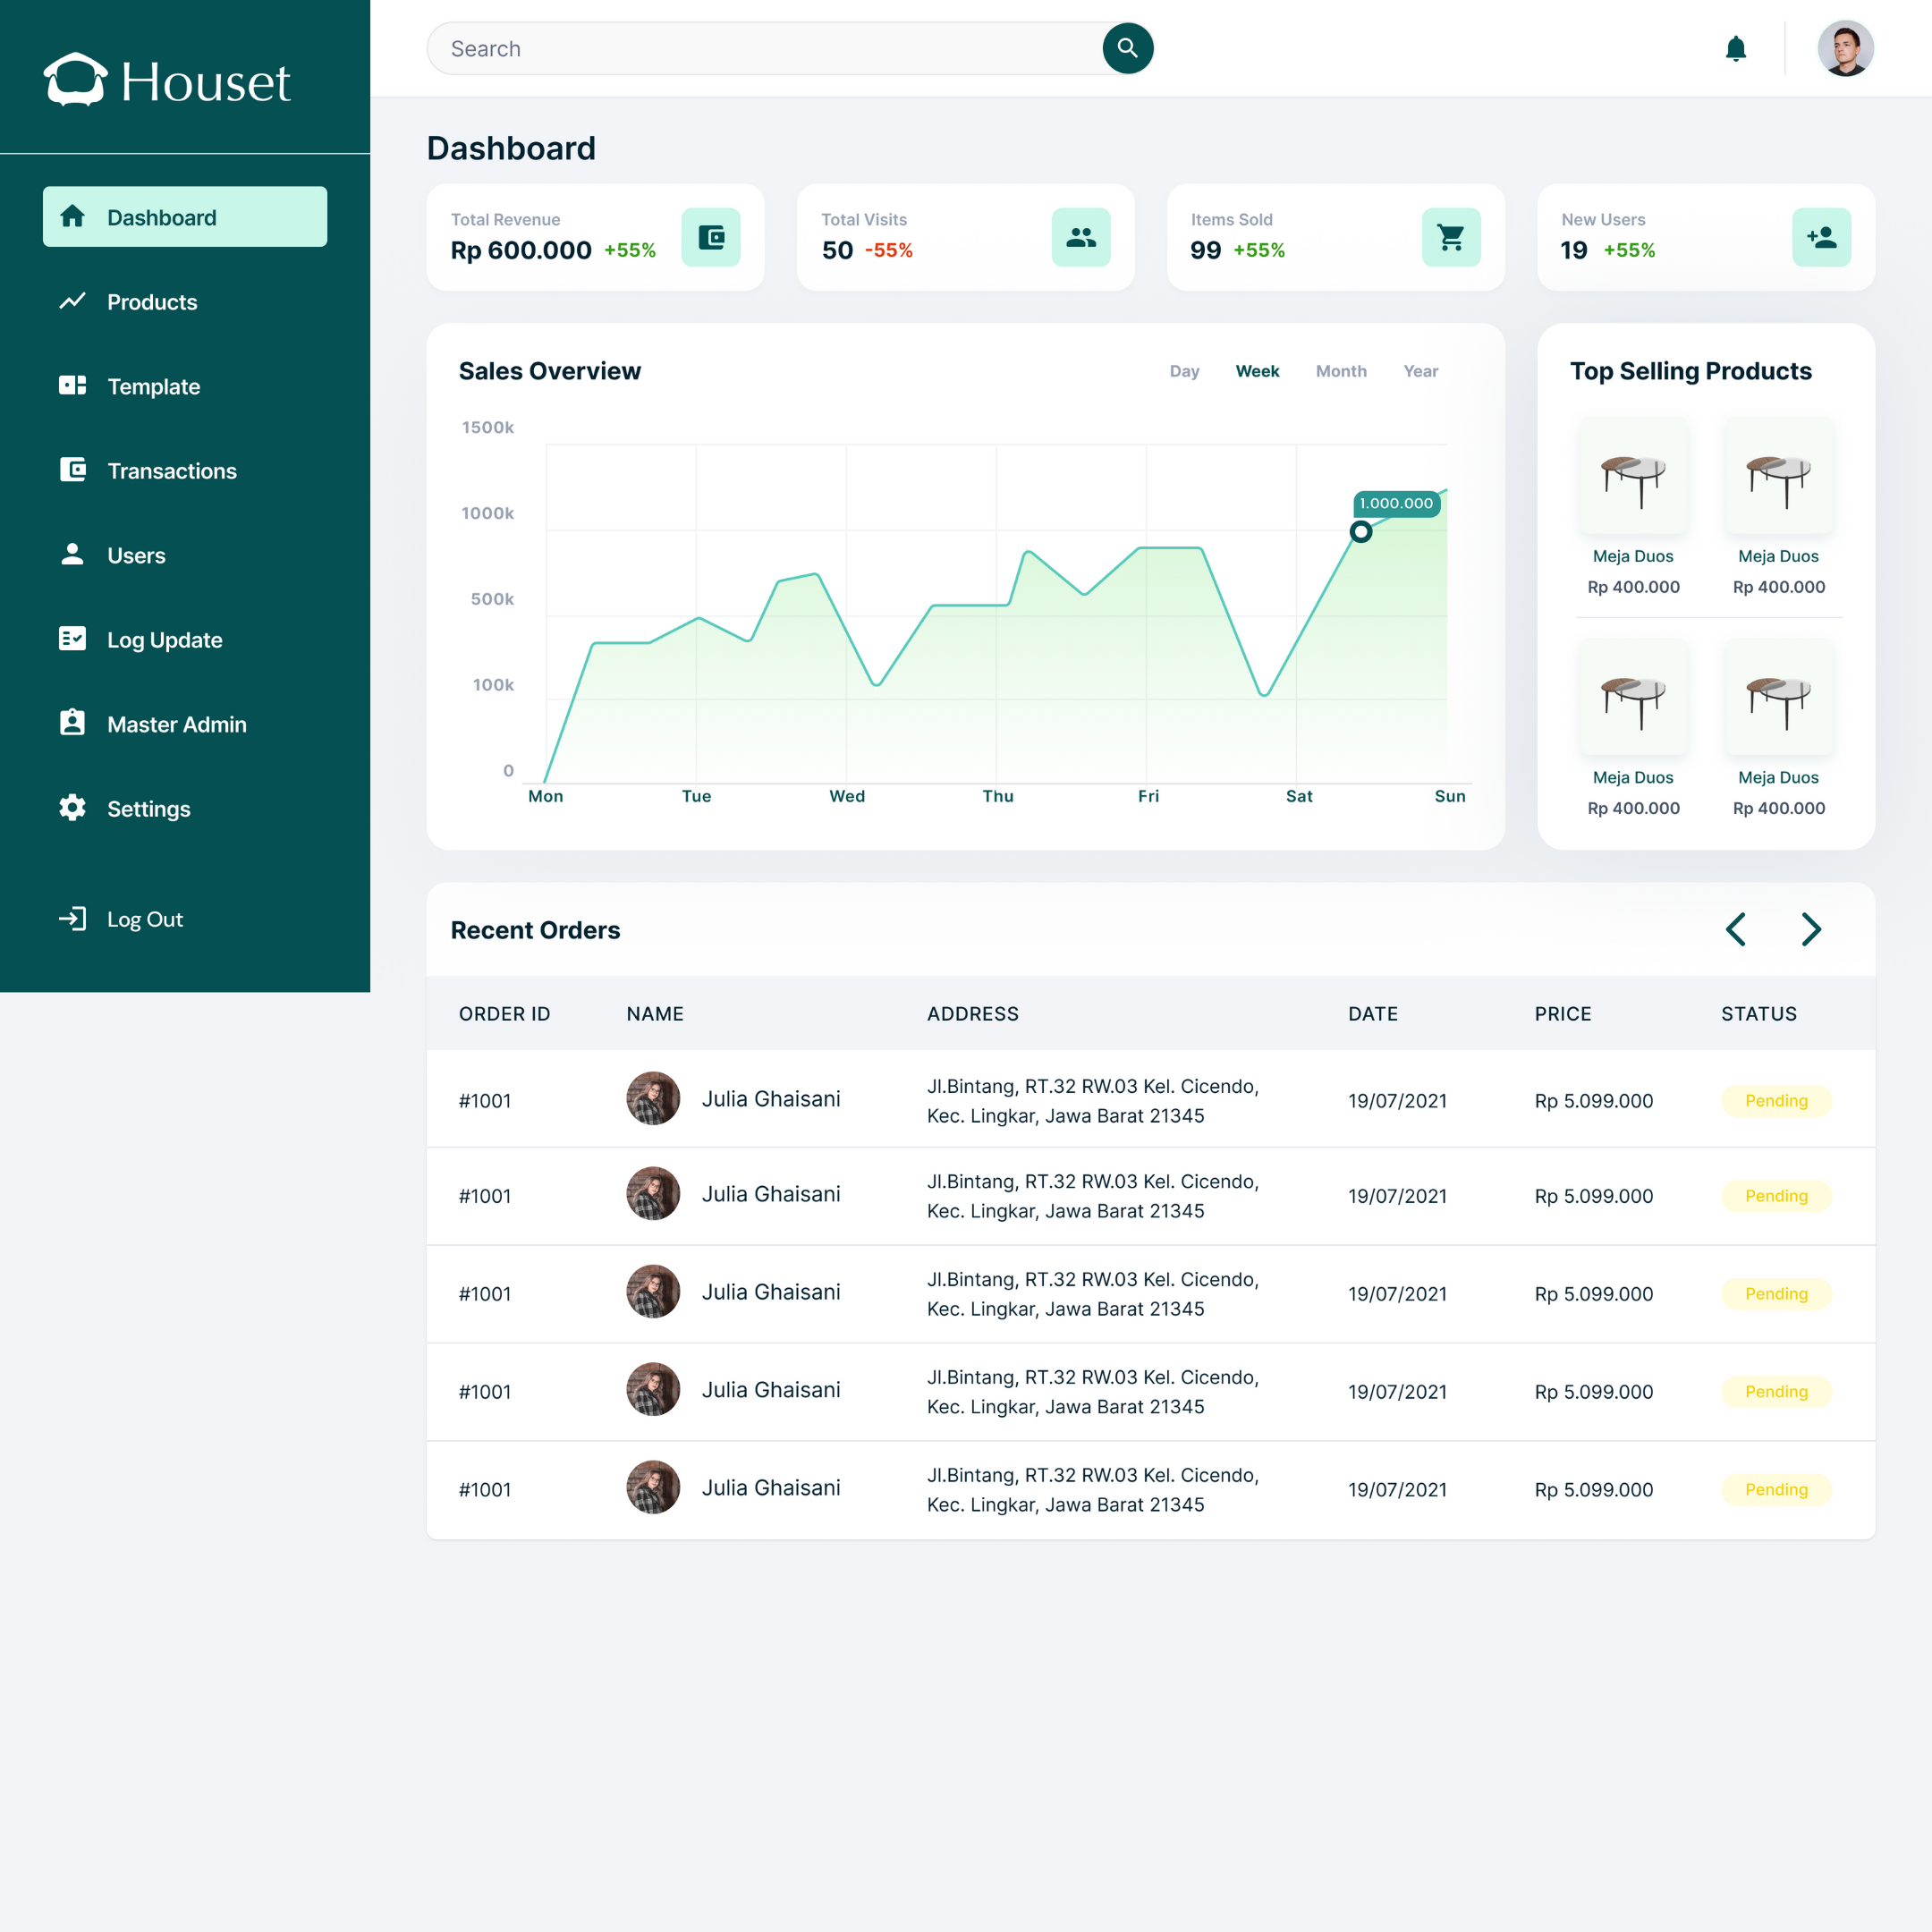 Houset
Dashboard
Products
Template
Transactions
Users
Log Update
Master Admin
Settings
Log Out
Search
Dashboard
Total Revenue
Rp 600.000 +55%
Total Visits
50 -55%
Items Sold
99 +55%
New Users
19 +55%
Sales Overview
Day Week Month Year
1500k
1000k
500k
100k
0
1.000.000
Mon Tue Wed Thu Fri Sat Sun
Top Selling Products
Meja Duos Meja Duos
Rp 400.000 Rp 400.000
Meja Duos Meja Duos
Rp 400.000 Rp 400.000
Recent Orders
ORDER ID NAME ADDRESS DATE PRICE STATUS
#1001 Julia Ghaisani Jl.Bintang, RT.32 RW.03 Kel. Cicendo, 19/07/2021 Rp 5.099.000 Pending
Kec. Lingkar, Jawa Barat 21345
#1001 Julia Ghaisani Jl.Bintang, RT.32 RW.03 Kel. Cicendo, 19/07/2021 Rp 5.099.000 Pending
Kec. Lingkar, Jawa Barat 21345
#1001 Julia Ghaisani Jl.Bintang, RT.32 RW.03 Kel. Cicendo, 19/07/2021 Rp 5.099.000 Pending
Kec. Lingkar, Jawa Barat 21345
#1001 Julia Ghaisani Jl.Bintang, RT.32 RW.03 Kel. Cicendo, 19/07/2021 Rp 5.099.000 Pending
Kec. Lingkar, Jawa Barat 21345
#1001 Julia Ghaisani Jl.Bintang, RT.32 RW.03 Kel. Cicendo, 19/07/2021 Rp 5.099.000 Pending
Kec. Lingkar, Jawa Barat 21345